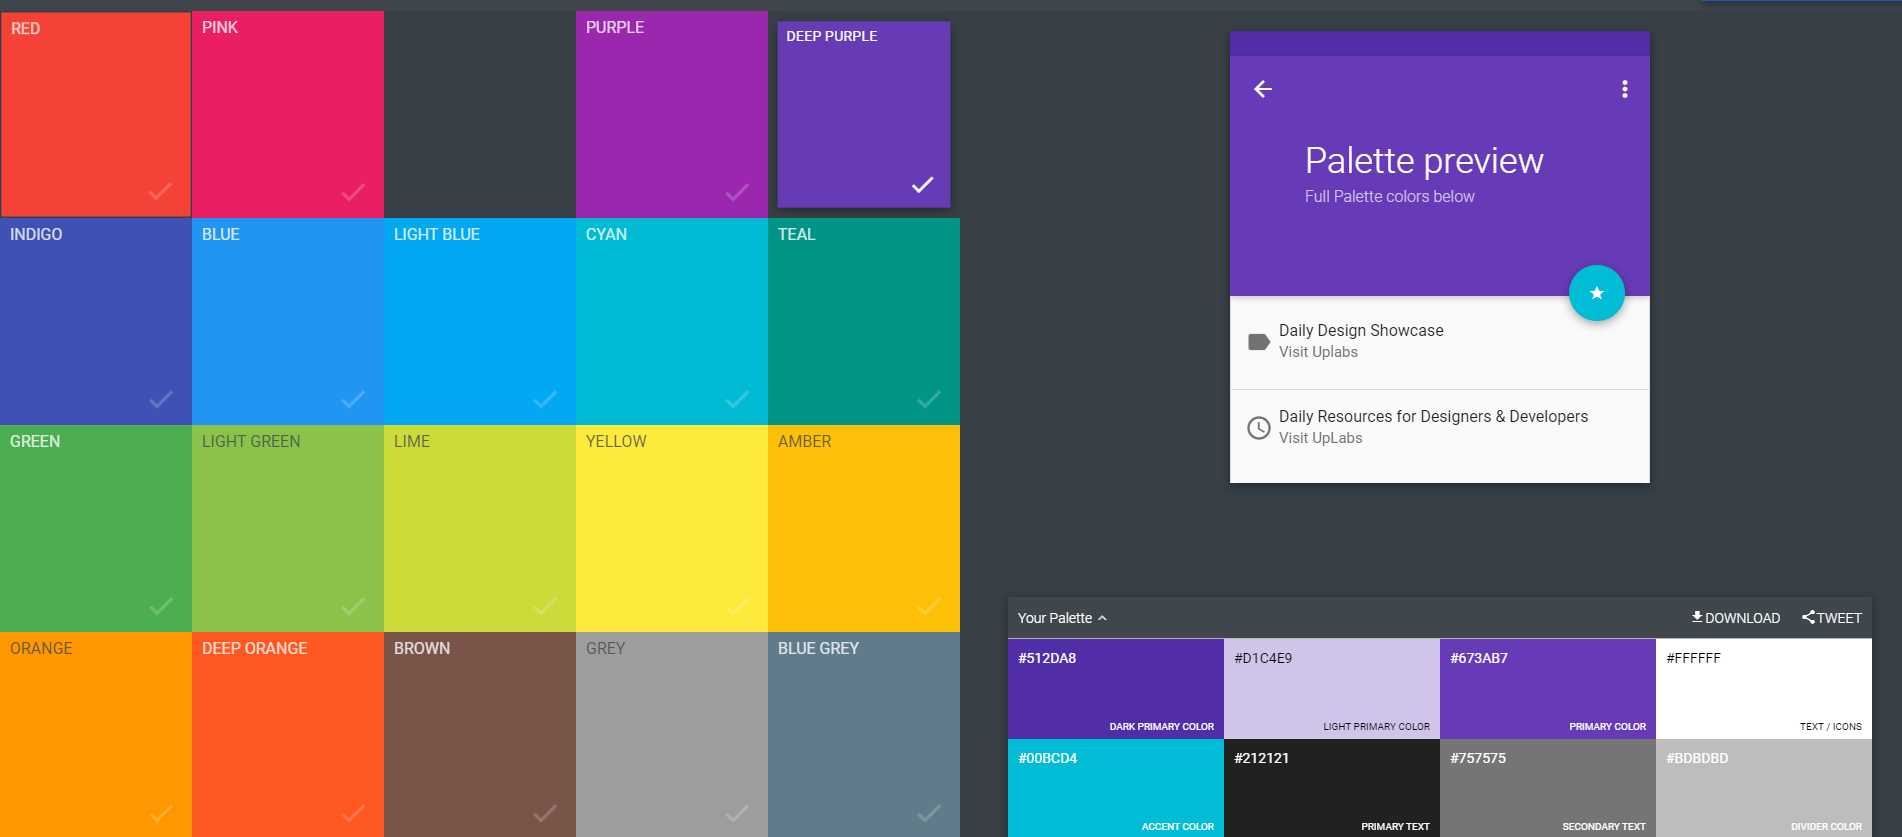 RED
PINK
PURPLE
DEEP PURPLE
INDIGO
BLUE
LIGHT BLUE
CYAN
TEAL
GREEN
LIGHT GREEN
LIME
YELLOW
AMBER
ORANGE
DEEP ORANGE
BROWN
GREY
BLUE GREY
Palette preview
Full Palette colors below
Daily Design Showcase
Visit Uplabs
Daily Resources for Designers & Developers
Visit UpLabs
Your Palette
DOWNLOAD
TWEET
#512DA8
DARK PRIMARY COLOR
#D1C4E9
LIGHT PRIMARY COLOR
#673AB7
PRIMARY COLOR
#FFFFFF
TEXT / ICONS
#00BCD4
ACCENT COLOR
#212121
PRIMARY TEXT
#757575
SECONDARY TEXT
#BDBDBD
DIVIDER COLOR